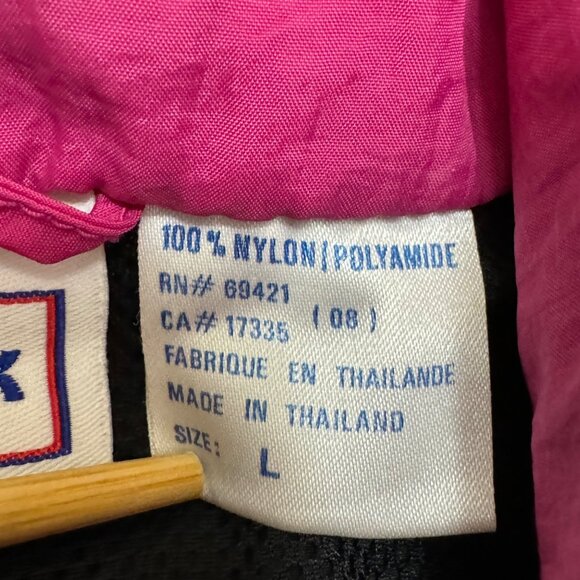 100% NYLON/POLYAMIDE
RN# 69421
CA# 17335 (08)
FABRIQUE EN THAILANDE
MADE IN THAILAND
SIZE: L
K